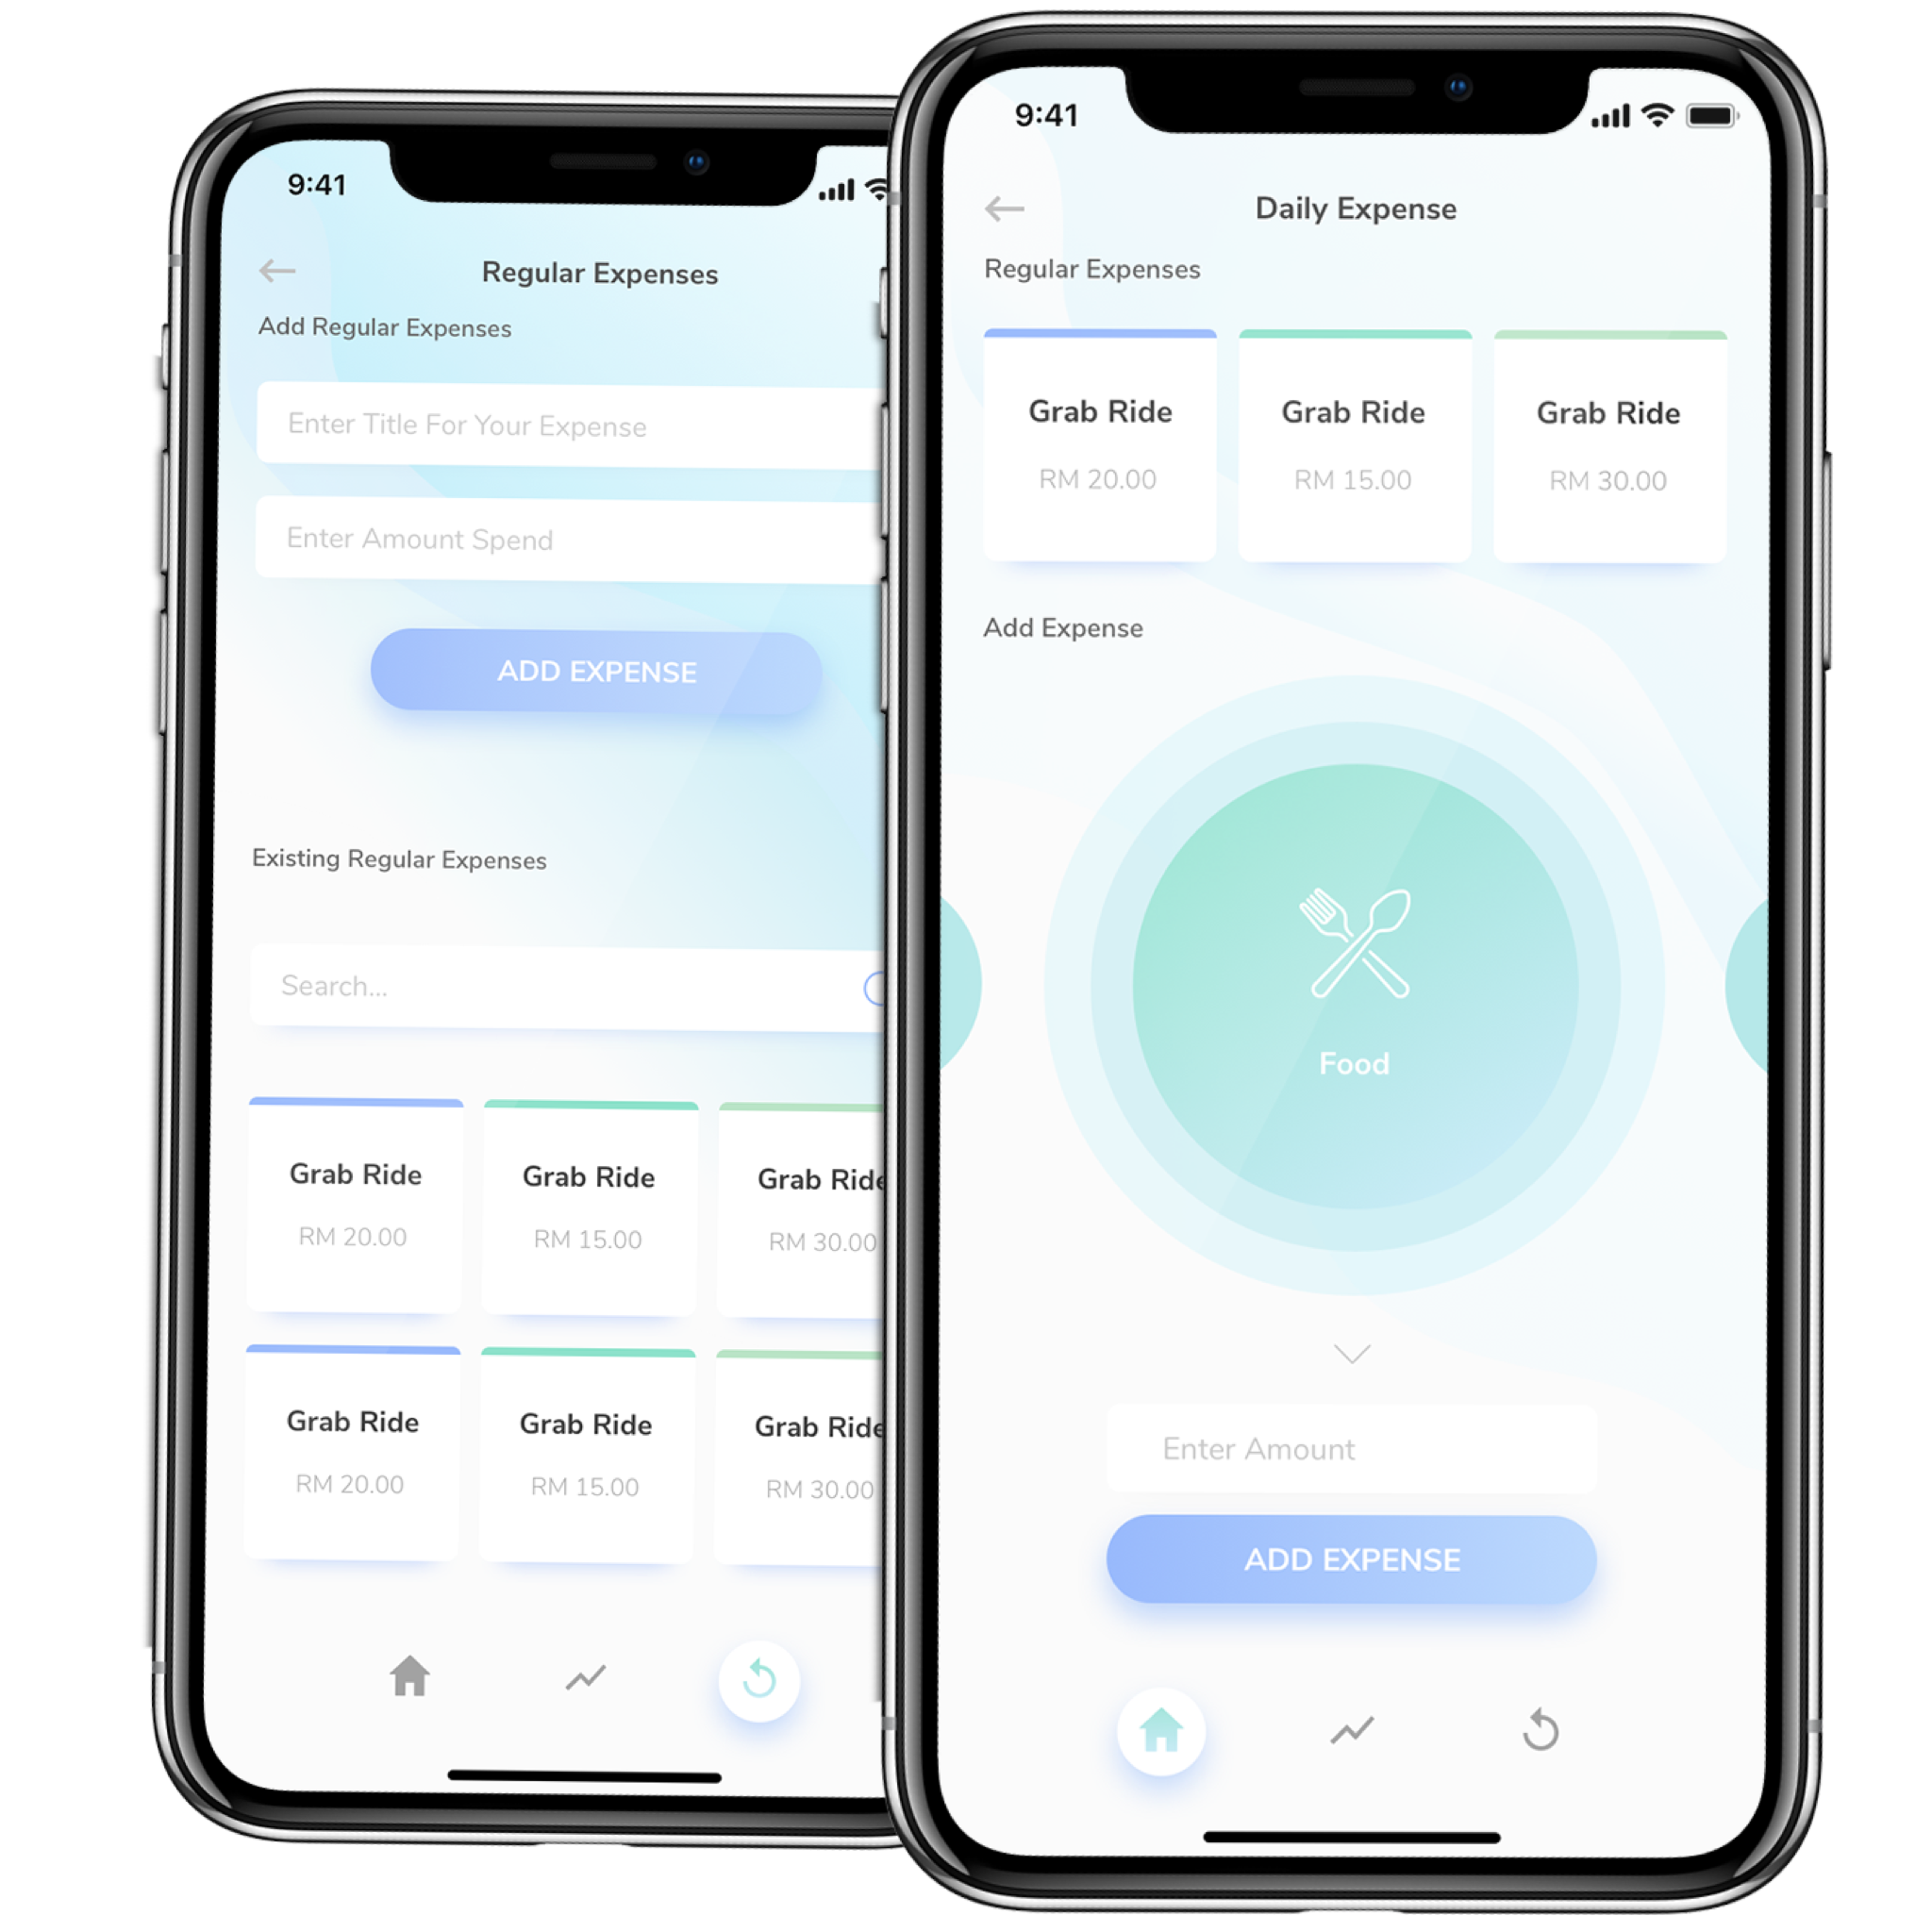 9:41
Regular Expenses
Add Regular Expenses
Enter Title For Your Expense
Enter Amount Spend
ADD EXPENSE
Existing Regular Expenses
Search...
Grab Ride Grab Ride Grab Ride
RM 20.00 RM 15.00 RM 30.00
Grab Ride Grab Ride Grab Ride
RM 20.00 RM 15.00 RM 30.00
9:41
Daily Expense
Regular Expenses
Grab Ride Grab Ride Grab Ride
RM 20.00 RM 15.00 RM 30.00
Add Expense
Food
Enter Amount
ADD EXPENSE